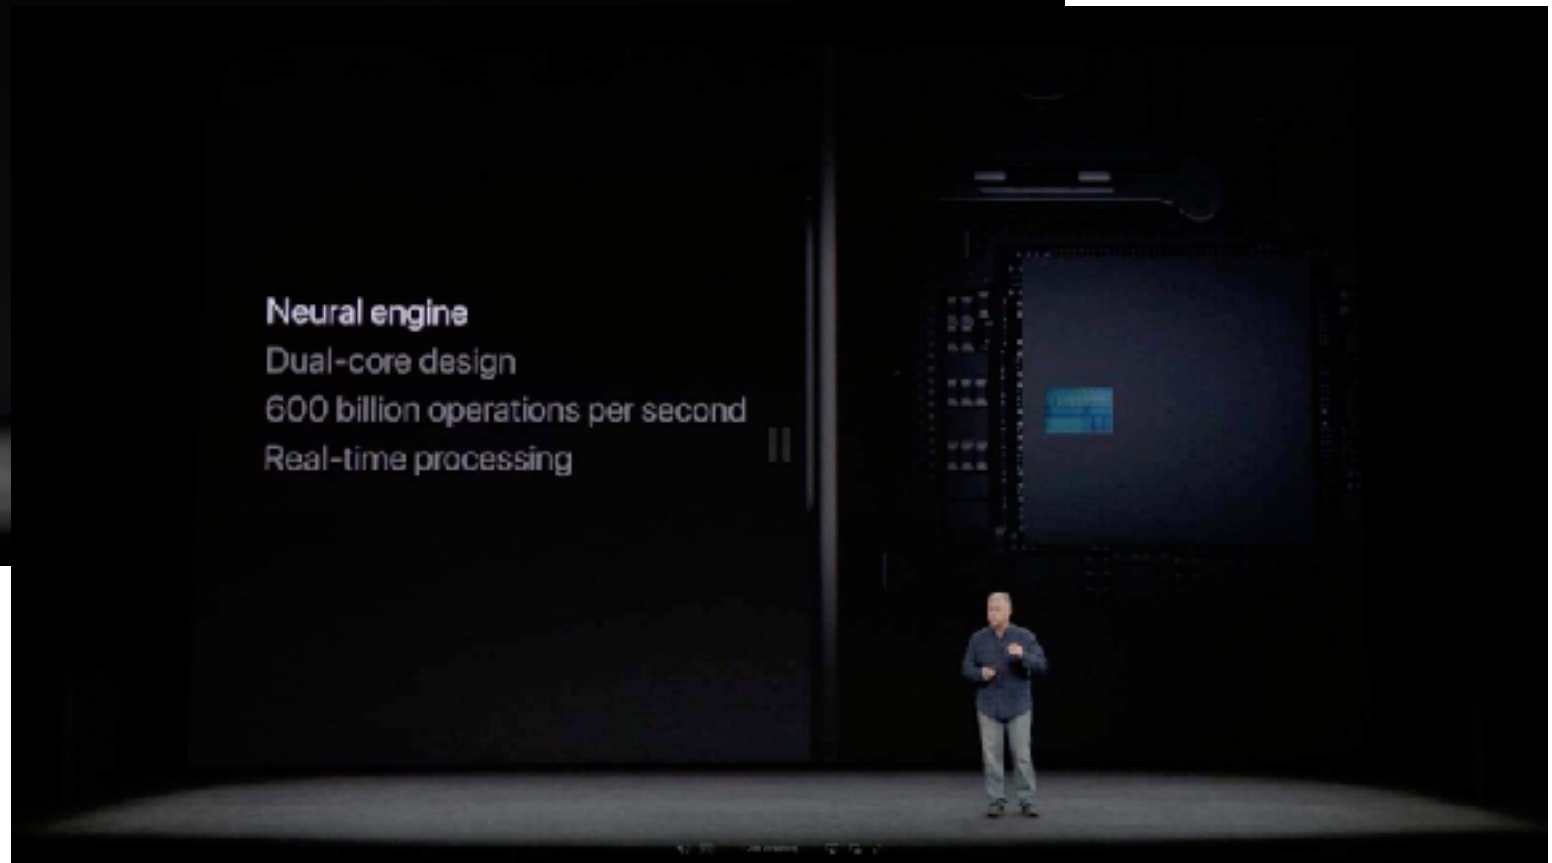 Neural engine
Dual-core design
600 billion operations per second
Real-time processing